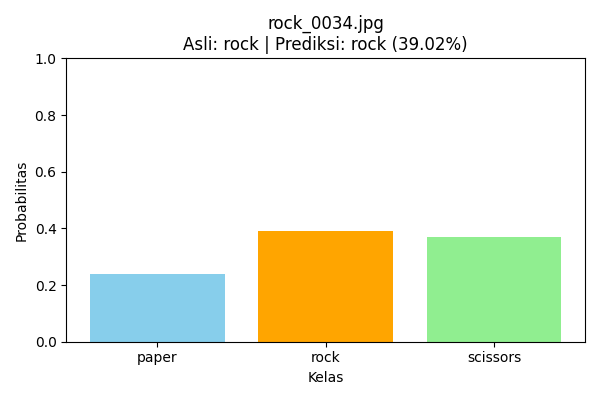 rock_0034.jpg
Asli: rock | Prediksi: rock (39.02%)
Probabilitas
1.0
0.8
0.6
0.4
0.2
0.0
paper
rock
scissors
Kelas